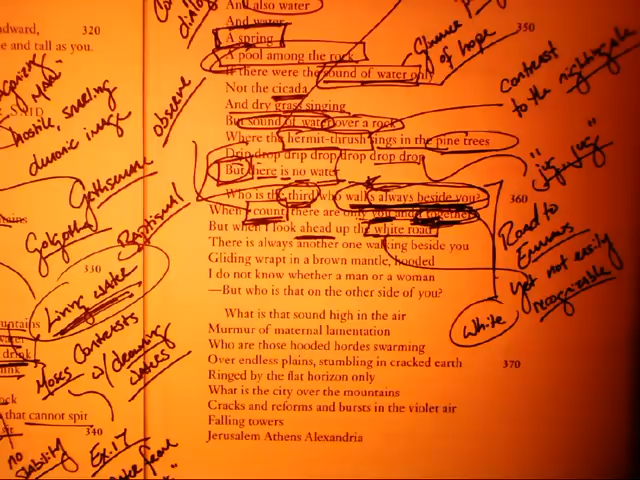 ndward,
320
e and tall as you.
hostile, snarling
demonic image
Gethsemane
Golgotha
330
Living water
Moses Contrasts
w/ drowning
waters
that cannot spit
340
no
stability
Ex. 17
water from
observe
Baptismal
And also water
And water
A spring
A pool among the rock
If there were the sound of water only
Not the cicada
And dry grass singing
But sound of water over a rock
Where the hermit-thrush sings in the pine trees
Drip drop drip drop drop drop drop
But there is no water
Who is the third who walks always beside you?
When I count, there are only you and I together
But when I look ahead up the white road
There is always another one walking beside you
Gliding wrapt in a brown mantle, hooded
I do not know whether a man or a woman
—But who is that on the other side of you?
What is that sound high in the air
Murmur of maternal lamentation
Who are those hooded hordes swarming
Over endless plains, stumbling in cracked earth
Ringed by the flat horizon only
What is the city over the mountains
Cracks and reforms and bursts in the violet air
Falling towers
Jerusalem Athens Alexandria
350
Glimmer
of hope
contrast
to the nightingale
"jug jug"
360
Road to
Emmaus
yet not easily
recognizable
White
370